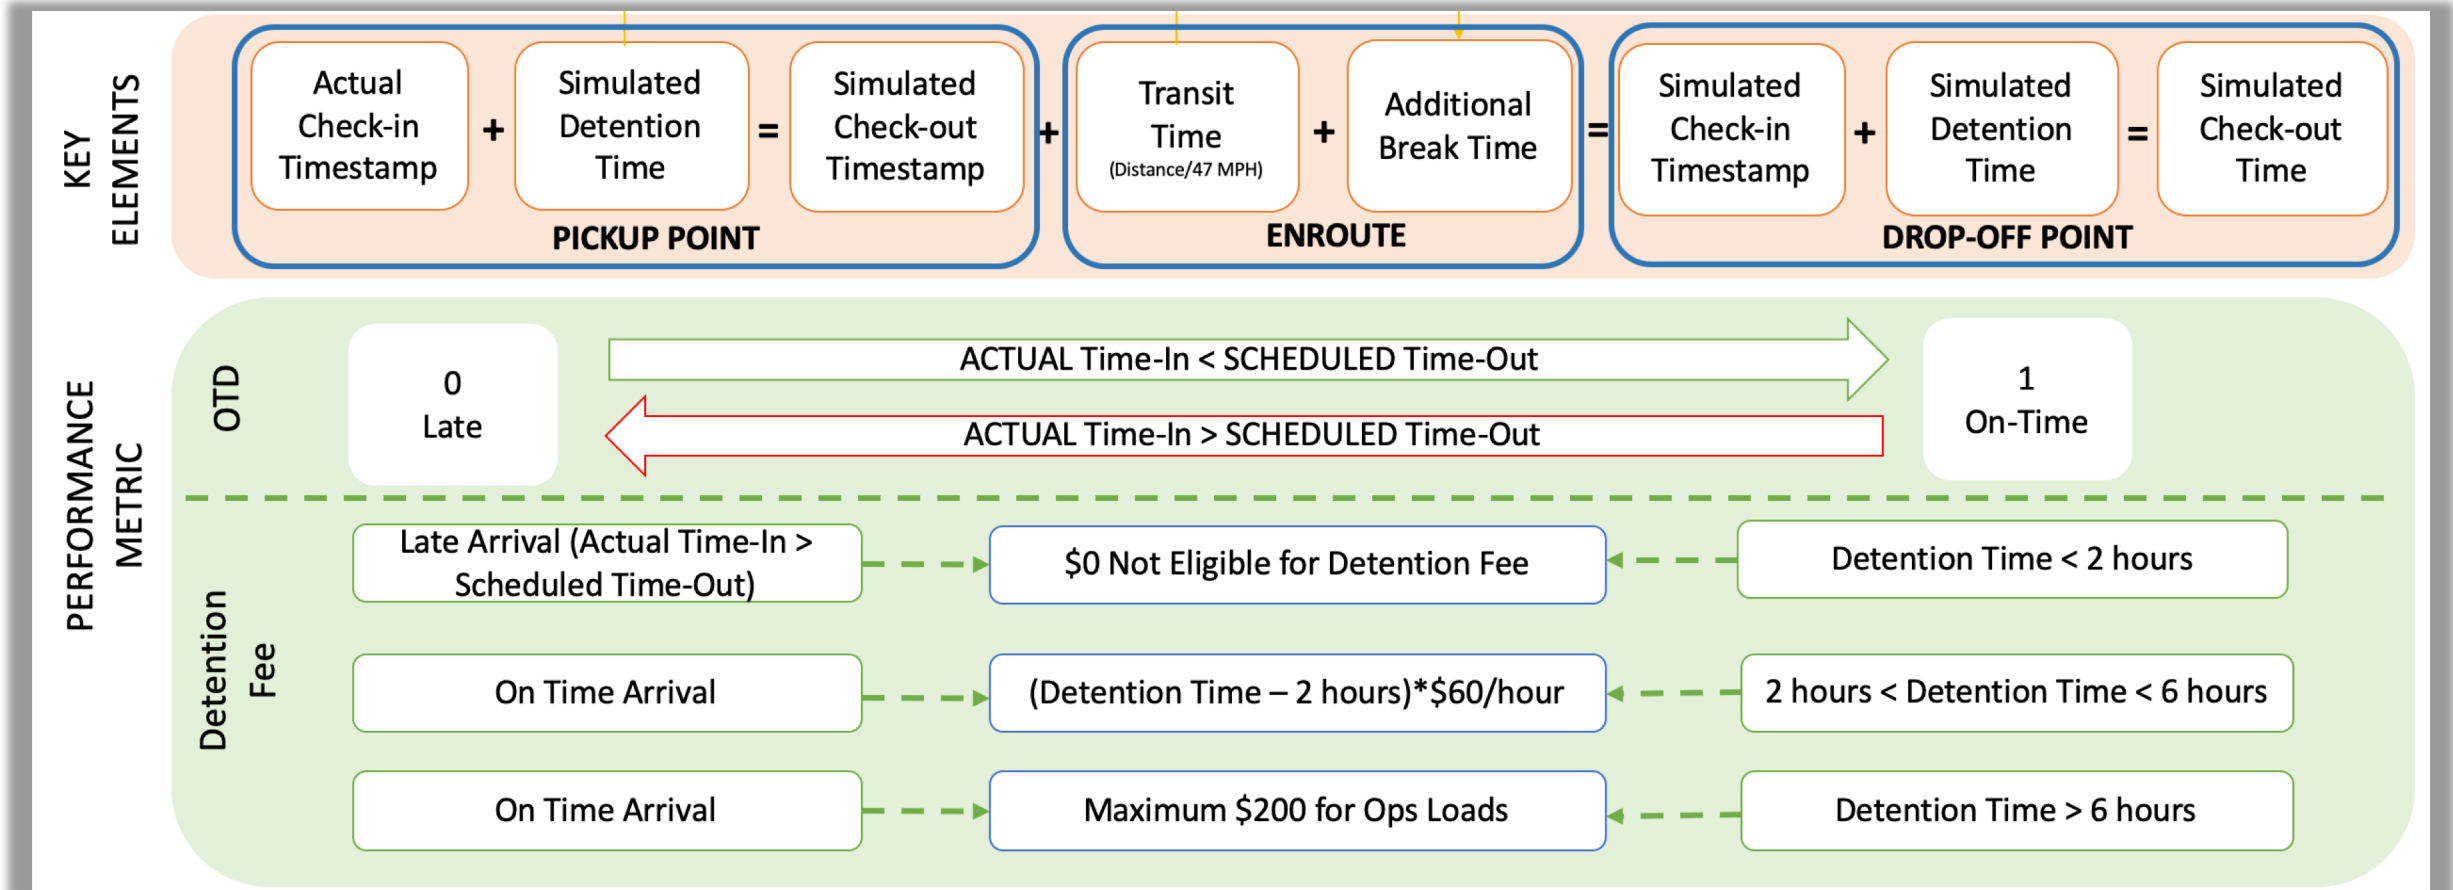 KEY
ELEMENTS
Actual
Check-in
Timestamp
+
Simulated
Detention
Time
=
Simulated
Check-out
Timestamp
PICKUP POINT
+
Transit
Time
(Distance/47 MPH)
+
Additional
Break Time
ENROUTE
=
Simulated
Check-in
Timestamp
+
Simulated
Detention
Time
=
Simulated
Check-out
Time
DROP-OFF POINT
PERFORMANCE
METRIC
OTD
0
Late
ACTUAL Time-In < SCHEDULED Time-Out
ACTUAL Time-In > SCHEDULED Time-Out
1
On-Time
Detention
Fee
Late Arrival (Actual Time-In >
Scheduled Time-Out)
$0 Not Eligible for Detention Fee
Detention Time < 2 hours
On Time Arrival
(Detention Time – 2 hours)*$60/hour
2 hours < Detention Time < 6 hours
On Time Arrival
Maximum $200 for Ops Loads
Detention Time > 6 hours